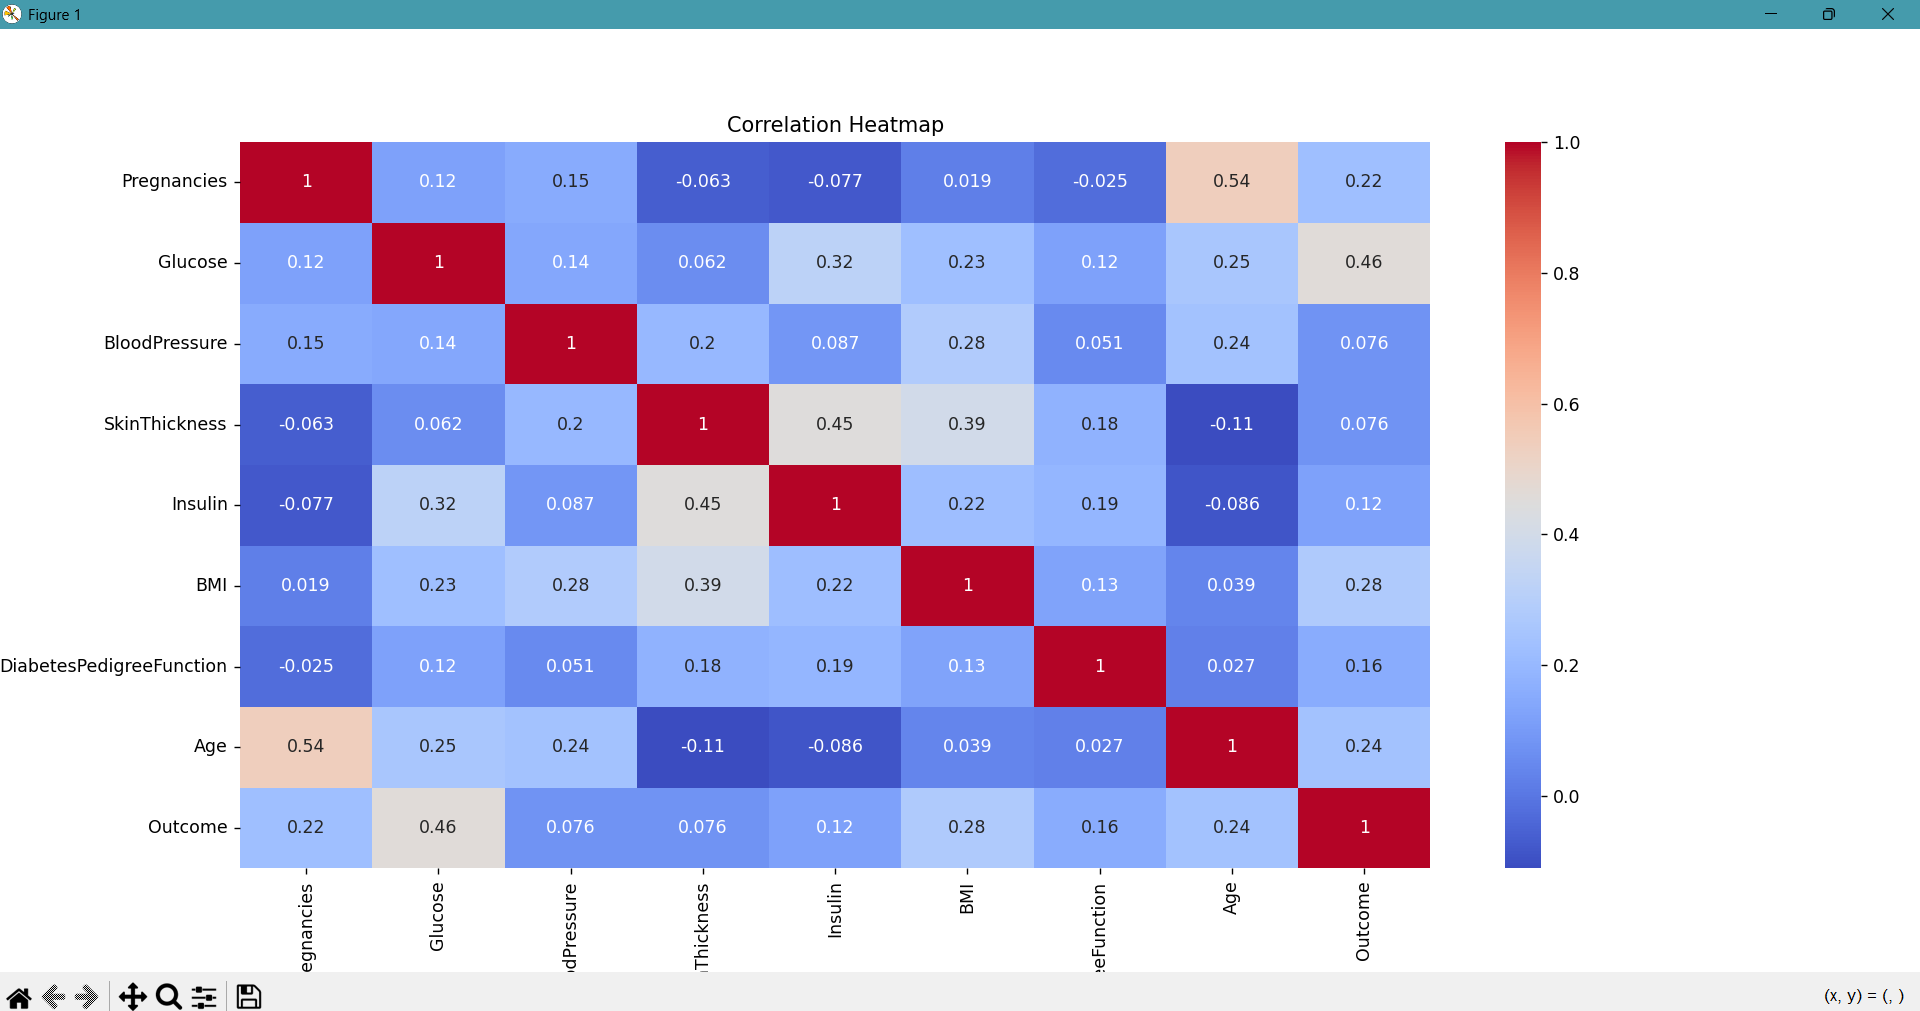 Figure 1
Correlation Heatmap
Pregnancies 1 0.12 0.15 -0.063 -0.077 0.019 -0.025 0.54 0.22
Glucose 0.12 1 0.14 0.062 0.32 0.23 0.12 0.25 0.46
BloodPressure 0.15 0.14 1 0.2 0.087 0.28 0.051 0.24 0.076
SkinThickness -0.063 0.062 0.2 1 0.45 0.39 0.18 -0.11 0.076
Insulin -0.077 0.32 0.087 0.45 1 0.22 0.19 -0.086 0.12
BMI 0.019 0.23 0.28 0.39 0.22 1 0.13 0.039 0.28
DiabetesPedigreeFunction -0.025 0.12 0.051 0.18 0.19 0.13 1 0.027 0.16
Age 0.54 0.25 0.24 -0.11 -0.086 0.039 0.027 1 0.24
Outcome 0.22 0.46 0.076 0.076 0.12 0.28 0.16 0.24 1
egnancies Glucose dPressure Thickness Insulin BMI eFunction Age Outcome
1.0
0.8
0.6
0.4
0.2
0.0
(x, y) = (, )